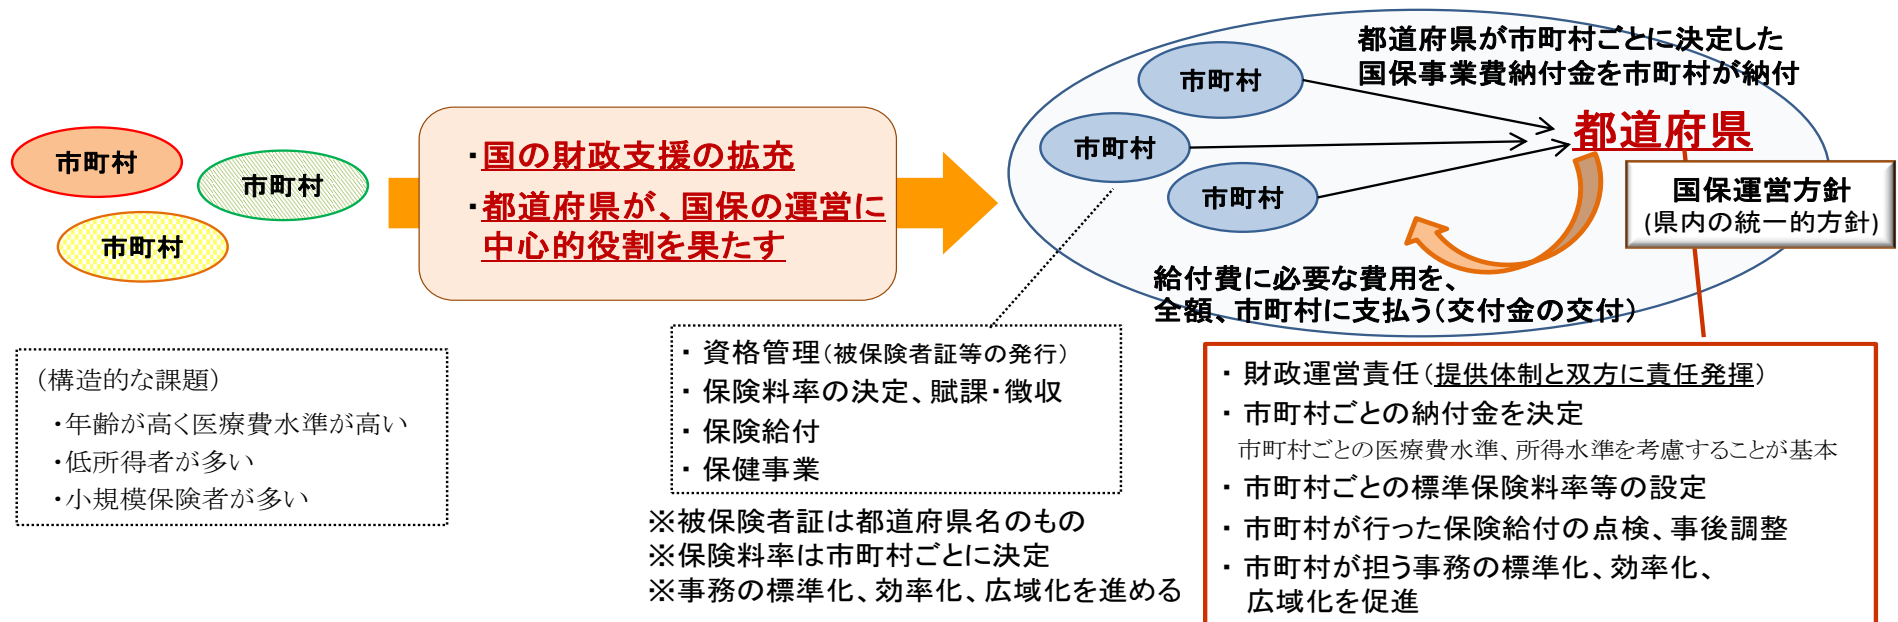 市町村
市町村
市町村
（構造的な課題）
・年齢が高く医療費水準が高い
・低所得者が多い
・小規模保険者が多い
・国の財政支援の拡充
・都道府県が、国保の運営に
中心的役割を果たす
都道府県が市町村ごとに決定した
国保事業費納付金を市町村が納付
市町村
市町村
市町村
都道府県
国保運営方針
(県内の統一的方針)
給付費に必要な費用を、
全額、市町村に支払う（交付金の交付）
・ 資格管理（被保険者証等の発行）
・ 保険料率の決定、賦課・徴収
・ 保険給付
・ 保健事業
※被保険者証は都道府県名のもの
※保険料率は市町村ごとに決定
※事務の標準化、効率化、広域化を進める
・ 財政運営責任（提供体制と双方に責任発揮）
・ 市町村ごとの納付金を決定
市町村ごとの医療費水準、所得水準を考慮することが基本
・ 市町村ごとの標準保険料率等の設定
・ 市町村が行った保険給付の点検、事後調整
・ 市町村が担う事務の標準化、効率化、
広域化を促進